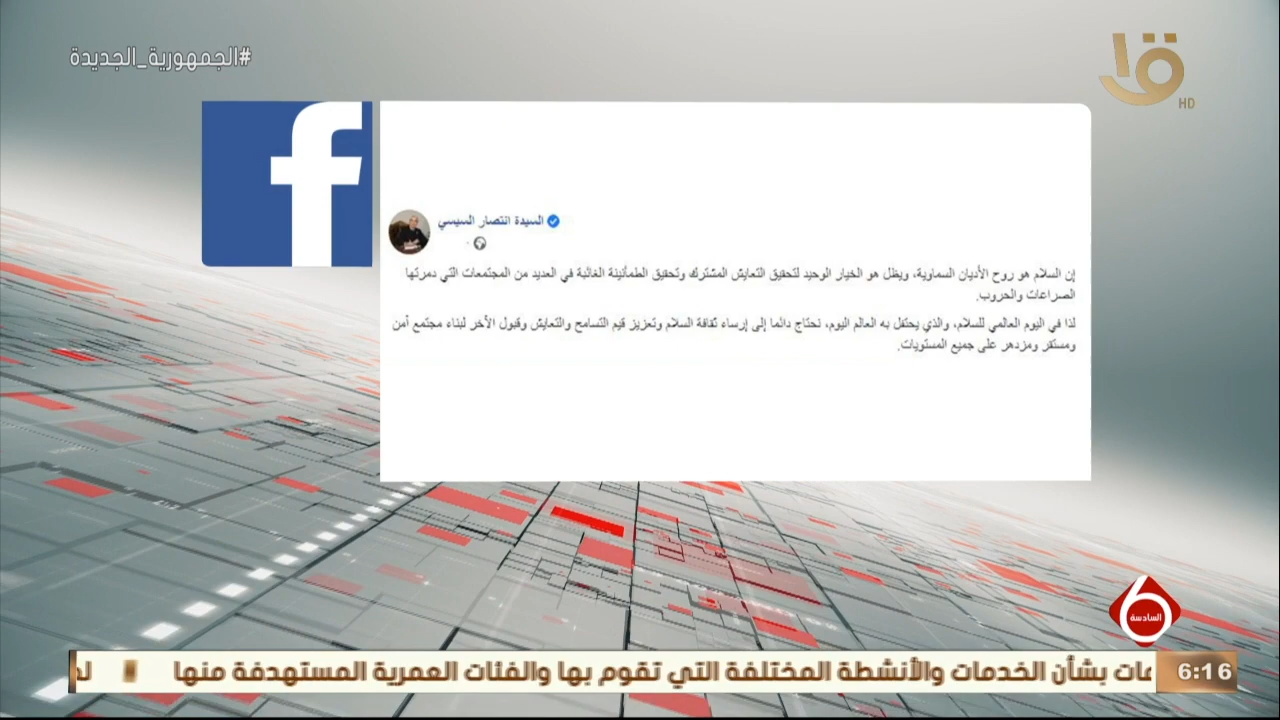 #الجمهورية_الجديدة
HD
السيدة انتصار السيسي
إن السلام هو روح الأديان السماوية، ويظل هو الخيار الوحيد لتحقيق التعايش المشترك وتحقيق الطمأنينة الغائبة في العديد من المجتمعات التي دمرتها
الصراعات والحروب.
لذا في اليوم العالمي للسلام، والذي يحتفل به العالم اليوم، نحتاج دائما إلى إرساء ثقافة السلام وتعزيز قيم التسامح والتعايش وقبول الأخر لبناء مجتمع أمن
ومستقر ومزدهر على جميع المستويات.
6 السادسة
بشأن الخدمات والأنشطة المختلفة التي تقوم بها والفئات العمرية المستهدفة منها
6:16